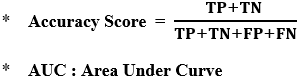 * Accuracy Score = TP+TN / TP+TN+FP+FN
* AUC : Area Under Curve